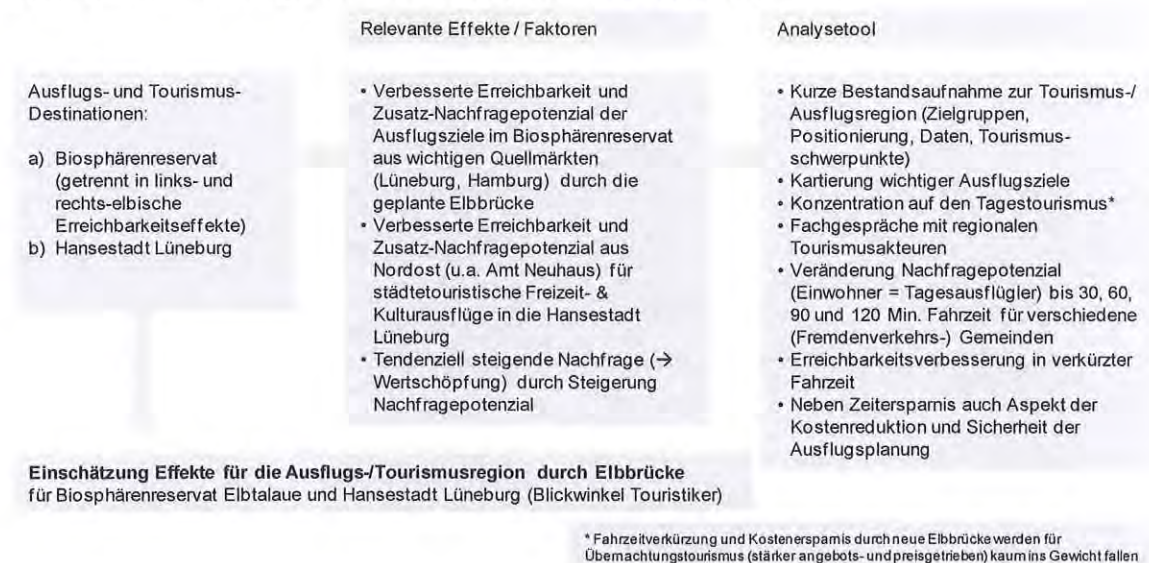 Relevante Effekte / Faktoren
Analysetool
Ausflugs- und Tourismus-
Destinationen:
a) Biosphärenreservat
(getrennt in links- und
rechts-elbische
Erreichbarkeitseffekte)
b) Hansestadt Lüneburg
• Verbesserte Erreichbarkeit und
Zusatz-Nachfragepotenzial der
Ausflugsziele im Biosphärenreservat
aus wichtigen Quellmärkten
(Lüneburg, Hamburg) durch die
geplante Elbbrücke
• Verbesserte Erreichbarkeit und
Zusatz-Nachfragepotenzial aus
Nordost (u.a. Amt Neuhaus) für
städtetouristische Freizeit- &
Kulturausflüge in die Hansestadt
Lüneburg
• Tendenziell steigende Nachfrage (→
Wertschöpfung) durch Steigerung
Nachfragepotenzial
• Kurze Bestandsaufnahme zur Tourismus-/
Ausflugsregion (Zielgruppen,
Positionierung, Daten, Tourismus-
schwerpunkte)
• Kartierung wichtiger Ausflugsziele
• Konzentration auf den Tagestourismus*
• Fachgespräche mit regionalen
Tourismusakteuren
• Veränderung Nachfragepotenzial
(Einwohner = Tagesausflügler) bis 30, 60,
90 und 120 Min. Fahrzeit für verschiedene
(Fremdenverkehrs-) Gemeinden
• Erreichbarkeitsverbesserung in verkürzter
Fahrzeit
• Neben Zeitersparnis auch Aspekt der
Kostenreduktion und Sicherheit der
Ausflugsplanung
Einschätzung Effekte für die Ausflugs-/Tourismusregion durch Elbbrücke
für Biosphärenreservat Elbtalaue und Hansestadt Lüneburg (Blickwinkel Touristiker)
* Fahrzeitverkürzung und Kostenersparnis durch neue Elbbrücke werden für
Übernachtungstourismus (stärker angebots- und preisgetrieben) kaum ins Gewicht fallen